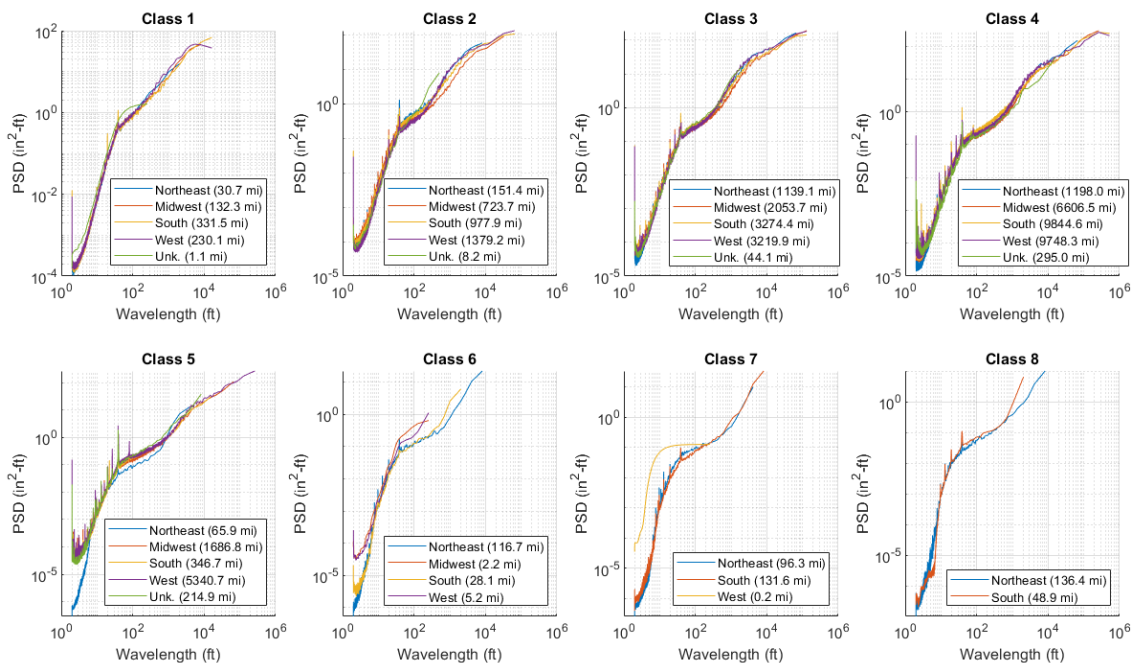 Class 1
10^2
10^0
10^-2
10^-4
PSD (in^2-ft)
Northeast (30.7 mi)
Midwest (132.3 mi)
South (331.5 mi)
West (230.1 mi)
Unk. (1.1 mi)
10^0 10^2 10^4 10^6
Wavelength (ft)
Class 2
10^0
10^-5
PSD (in^2-ft)
Northeast (151.4 mi)
Midwest (723.7 mi)
South (977.9 mi)
West (1379.2 mi)
Unk. (8.2 mi)
10^0 10^2 10^4 10^6
Wavelength (ft)
Class 3
10^0
10^-5
PSD (in^2-ft)
Northeast (1139.1 mi)
Midwest (2053.7 mi)
South (3274.4 mi)
West (3219.9 mi)
Unk. (44.1 mi)
10^0 10^2 10^4 10^6
Wavelength (ft)
Class 4
10^0
10^-5
PSD (in^2-ft)
Northeast (1198.0 mi)
Midwest (6606.5 mi)
South (9844.6 mi)
West (9748.3 mi)
Unk. (295.0 mi)
10^0 10^2 10^4 10^6
Wavelength (ft)
Class 5
10^0
10^-5
PSD (in^2-ft)
Northeast (65.9 mi)
Midwest (1686.8 mi)
South (346.7 mi)
West (5340.7 mi)
Unk. (214.9 mi)
10^0 10^2 10^4 10^6
Wavelength (ft)
Class 6
10^0
10^-5
PSD (in^2-ft)
Northeast (116.7 mi)
Midwest (2.2 mi)
South (28.1 mi)
West (5.2 mi)
10^0 10^2 10^4 10^6
Wavelength (ft)
Class 7
10^0
10^-5
PSD (in^2-ft)
Northeast (96.3 mi)
South (131.6 mi)
West (0.2 mi)
10^0 10^2 10^4 10^6
Wavelength (ft)
Class 8
10^0
10^-5
PSD (in^2-ft)
Northeast (136.4 mi)
South (48.9 mi)
10^0 10^2 10^4 10^6
Wavelength (ft)